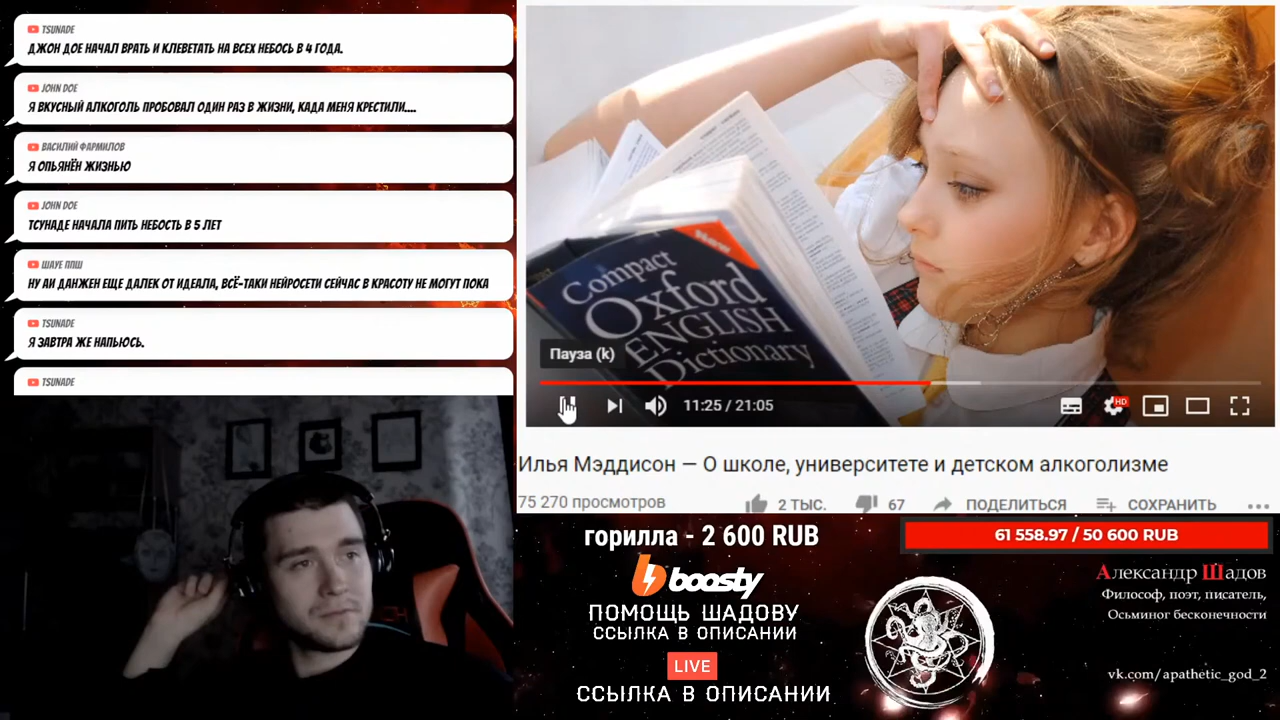 TSUNADE
ДЖОН ДОЕ НАЧАЛ ВРАТЬ И КЛЕВЕТАТЬ НА ВСЕХ НЕБОСЬ В 4 ГОДА.
JOHN DOE
Я ВКУСНЫЙ АЛКОГОЛЬ ПРОБОВАЛ ОДИН РАЗ В ЖИЗНИ, КАДА МЕНЯ КРЕСТИЛИ....
ВАСИЛИЙ ФАРМИЛОВ
Я ОПЬЯНЁН ЖИЗНЬЮ
JOHN DOE
ТСУНАДЕ НАЧАЛА ПИТЬ НЕБОСТЬ В 5 ЛЕТ
ШАУЕ ППШ
НУ АИ ДАНЖЕН ЕЩЕ ДАЛЕК ОТ ИДЕАЛА, ВСЁ-ТАКИ НЕЙРОСЕТИ СЕЙЧАС В КРАСОТУ НЕ МОГУТ ПОКА
TSUNADE
Я ЗАВТРА ЖЕ НАПЬЮСЬ.
TSUNADE
New
Compact
Oxford
ENGLISH
Dictionary
Пауза (k)
11:25 / 21:05
HD
Илья Мэддисон — О школе, университете и детском алкоголизме
75 270 просмотров
2 ТЫС.
67
ПОДЕЛИТЬСЯ
СОХРАНИТЬ
горилла - 2 600 RUB
boosty
ПОМОЩЬ ШАДОВУ
ССЫЛКА В ОПИСАНИИ
LIVE
ССЫЛКА В ОПИСАНИИ
61 558.97 / 50 600 RUB
Александр Шадов
Философ, поэт, писатель,
Осьминог бесконечности
vk.com/apathetic_god_2